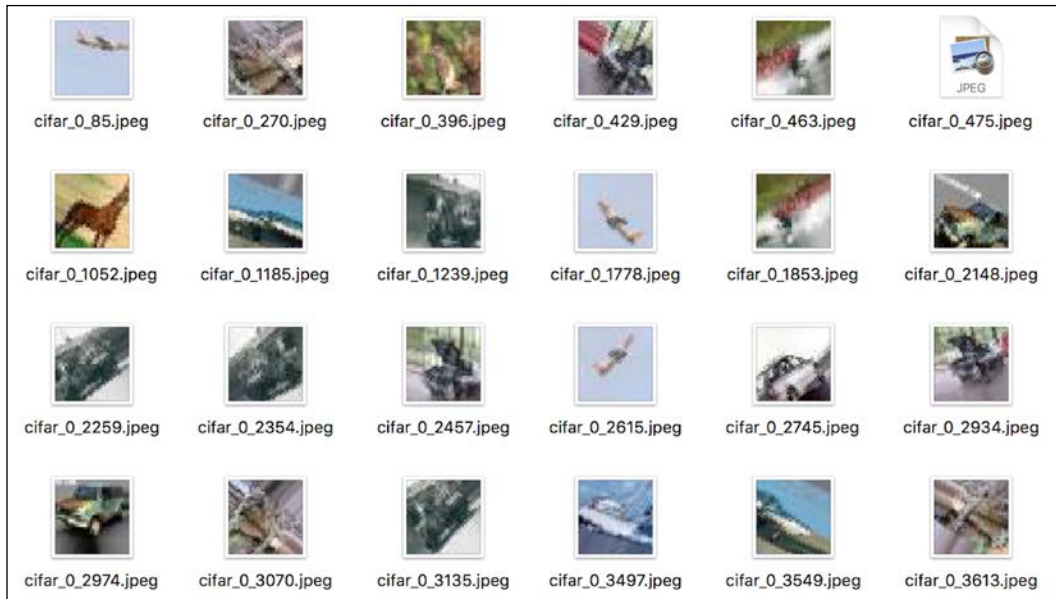 JPEG
cifar_0_85.jpeg cifar_0_270.jpeg cifar_0_396.jpeg cifar_0_429.jpeg cifar_0_463.jpeg cifar_0_475.jpeg
cifar_0_1052.jpeg cifar_0_1185.jpeg cifar_0_1239.jpeg cifar_0_1778.jpeg cifar_0_1853.jpeg cifar_0_2148.jpeg
cifar_0_2259.jpeg cifar_0_2354.jpeg cifar_0_2457.jpeg cifar_0_2615.jpeg cifar_0_2745.jpeg cifar_0_2934.jpeg
cifar_0_2974.jpeg cifar_0_3070.jpeg cifar_0_3135.jpeg cifar_0_3497.jpeg cifar_0_3549.jpeg cifar_0_3613.jpeg